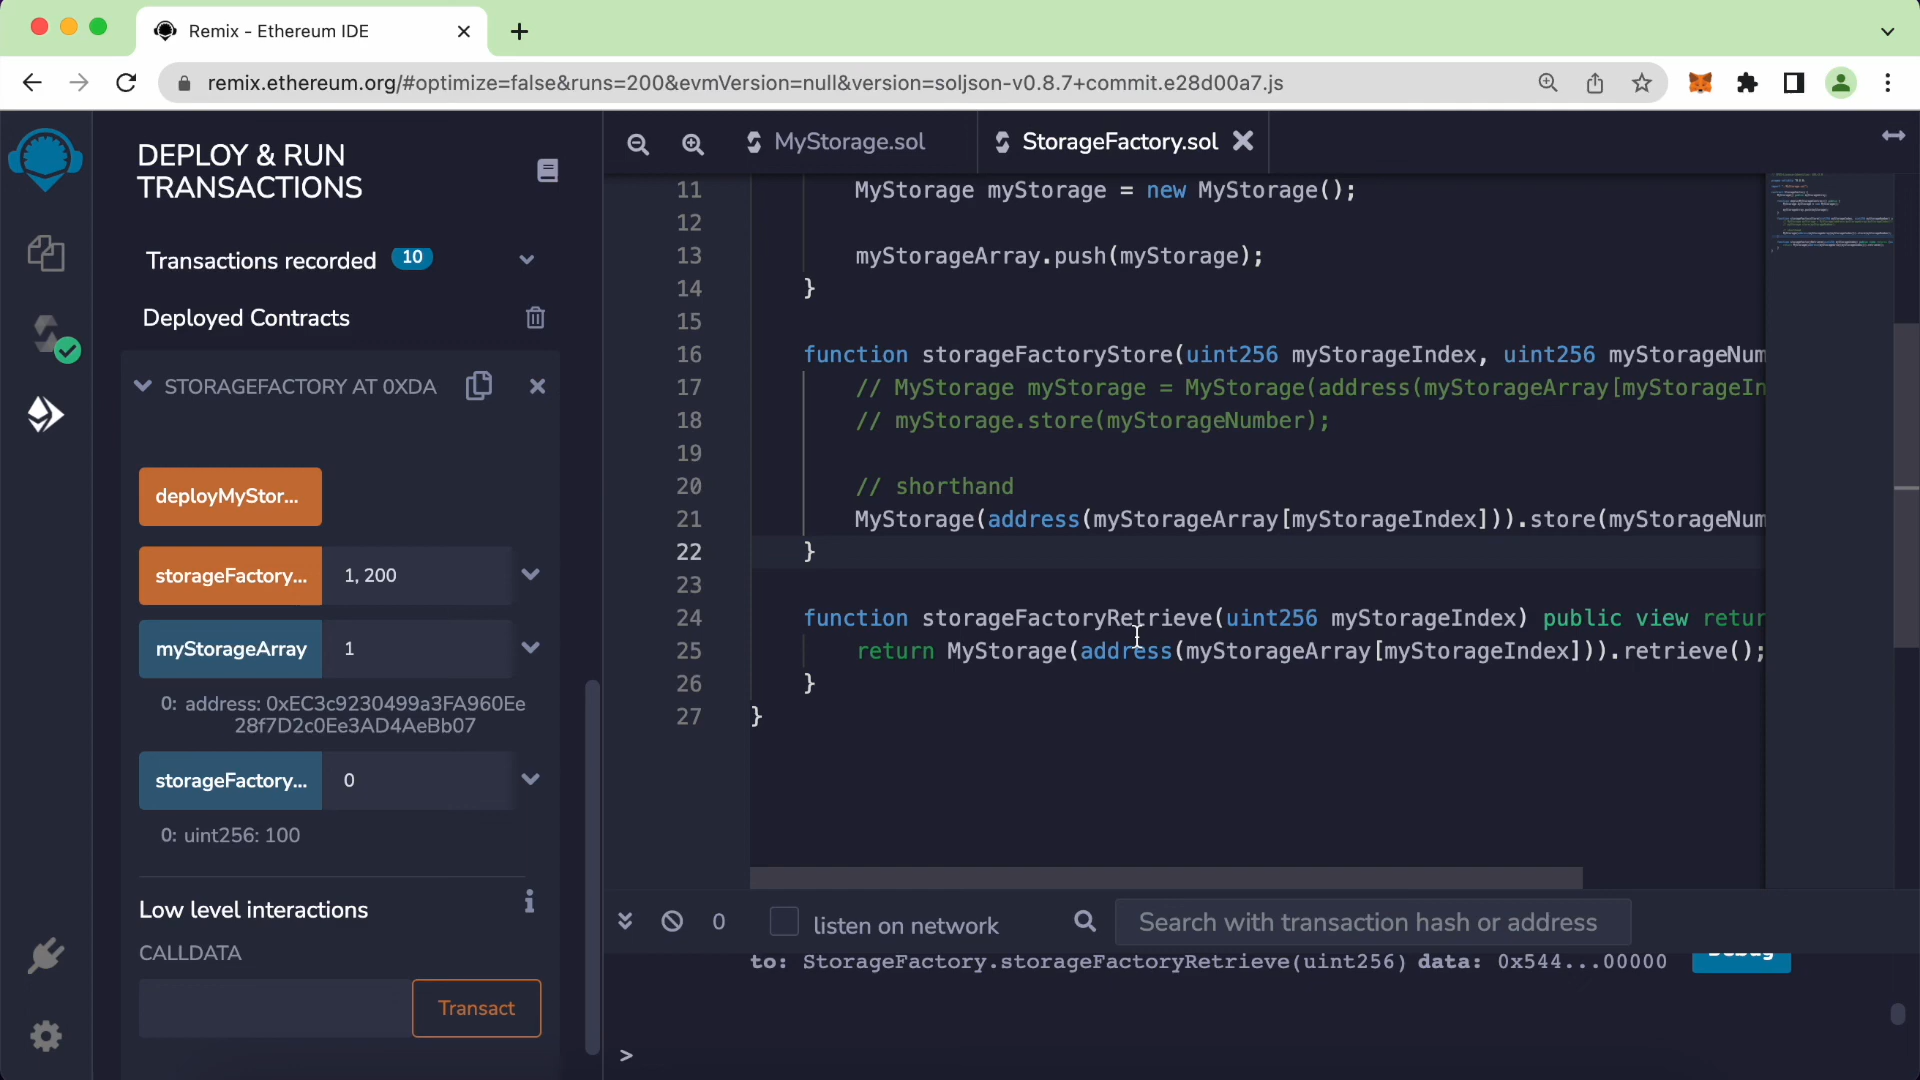 Remix - Ethereum IDE
remix.ethereum.org/#optimize=false&runs=200&evmVersion=null&version=soljson-v0.8.7+commit.e28d00a7.js
DEPLOY & RUN
TRANSACTIONS
Transactions recorded 10
Deployed Contracts
STORAGEFACTORY AT 0XDA
deployMyStor...
storageFactory... 1, 200
myStorageArray 1
0: address: 0xEC3c9230499a3FA960Ee
28f7D2c0Ee3AD4AeBb07
storageFactory... 0
0: uint256: 100
Low level interactions
CALLDATA
Transact
MyStorage.sol
StorageFactory.sol
11 MyStorage myStorage = new MyStorage();
12
13 myStorageArray.push(myStorage);
14 }
15
16 function storageFactoryStore(uint256 myStorageIndex, uint256 myStorageNum
17 // MyStorage myStorage = MyStorage(address(myStorageArray[myStorageIn
18 // myStorage.store(myStorageNumber);
19
20 // shorthand
21 MyStorage(address(myStorageArray[myStorageIndex])).store(myStorageNum
22 }
23
24 function storageFactoryRetrieve(uint256 myStorageIndex) public view retur
25 return MyStorage(address(myStorageArray[myStorageIndex])).retrieve();
26 }
27 }
0 listen on network Search with transaction hash or address
to: StorageFactory.storageFactoryRetrieve(uint256) data: 0x544...00000 Debug
>